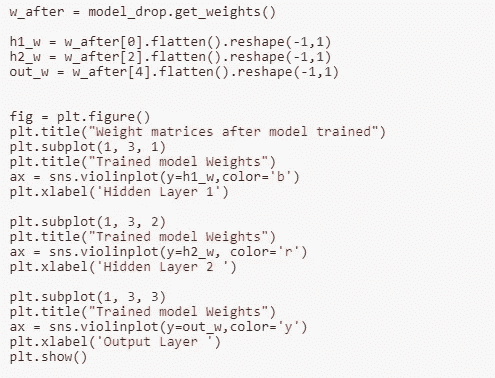 w_after = model_drop.get_weights()
h1_w = w_after[0].flatten().reshape(-1,1)
h2_w = w_after[2].flatten().reshape(-1,1)
out_w = w_after[4].flatten().reshape(-1,1)
fig = plt.figure()
plt.title("Weight matrices after model trained")
plt.subplot(1, 3, 1)
plt.title("Trained model Weights")
ax = sns.violinplot(y=h1_w,color='b')
plt.xlabel('Hidden Layer 1')
plt.subplot(1, 3, 2)
plt.title("Trained model Weights")
ax = sns.violinplot(y=h2_w, color='r')
plt.xlabel('Hidden Layer 2 ')
plt.subplot(1, 3, 3)
plt.title("Trained model Weights")
ax = sns.violinplot(y=out_w,color='y')
plt.xlabel('Output Layer ')
plt.show()